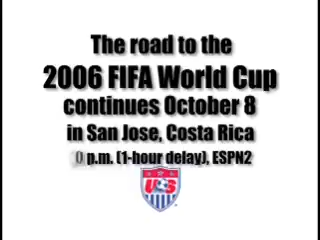 The road to the
2006 FIFA World Cup
continues October 8
in San Jose, Costa Rica
p.m. (1-hour delay), ESPN2
US